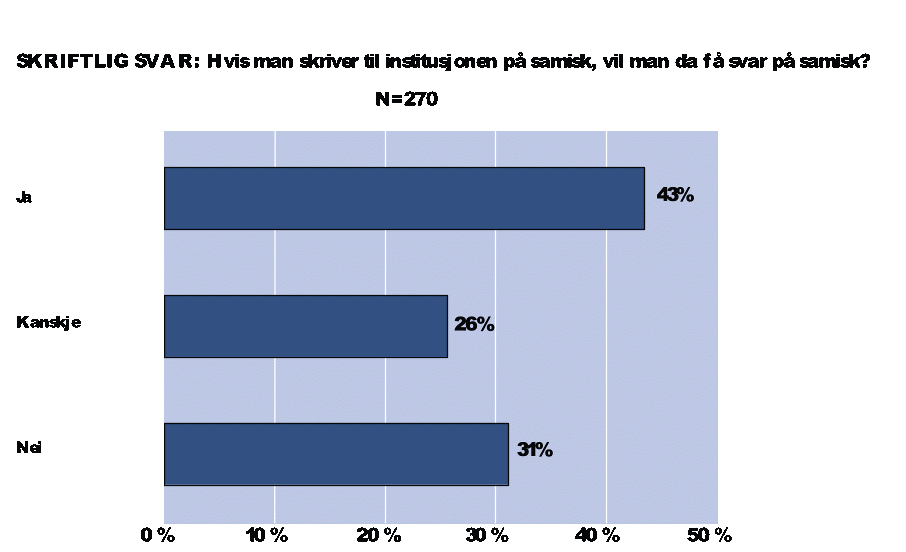 SKRIFTLIG SVAR: Hvis man skriver til institusjonen på samisk, vil man da få svar på samisk?
N=270
Ja
43%
Kanskje
26%
Nei
31%
0 % 10 % 20 % 30 % 40 % 50 %